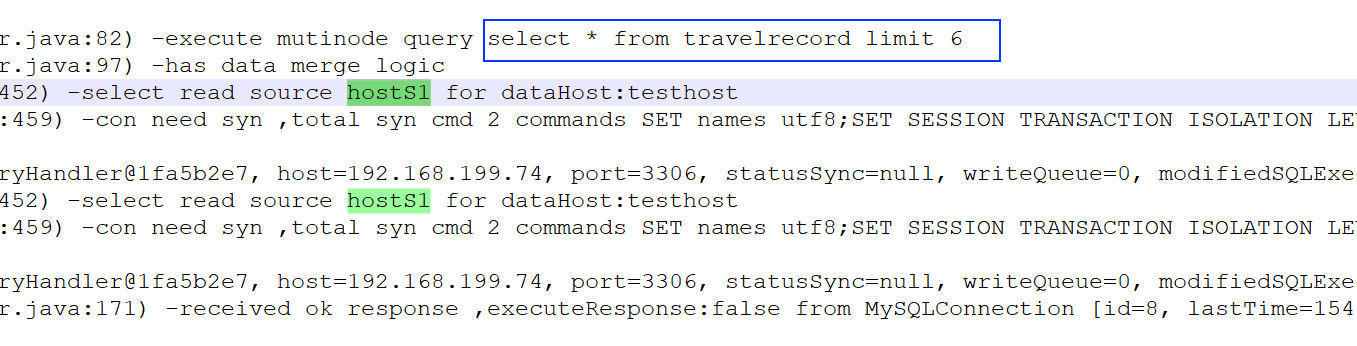 r.java:82) -execute mutinode query select * from travelrecord limit 6
r.java:97) -has data merge logic
452) -select read source hostS1 for dataHost:testhost
:459) -con need syn ,total syn cmd 2 commands SET names utf8;SET SESSION TRANSACTION ISOLATION LE
ryHandler@1fa5b2e7, host=192.168.199.74, port=3306, statusSync=null, writeQueue=0, modifiedSQLExe
452) -select read source hostS1 for dataHost:testhost
:459) -con need syn ,total syn cmd 2 commands SET names utf8;SET SESSION TRANSACTION ISOLATION LE
ryHandler@1fa5b2e7, host=192.168.199.74, port=3306, statusSync=null, writeQueue=0, modifiedSQLExe
r.java:171) -received ok response ,executeResponse:false from MySQLConnection [id=8, lastTime=154